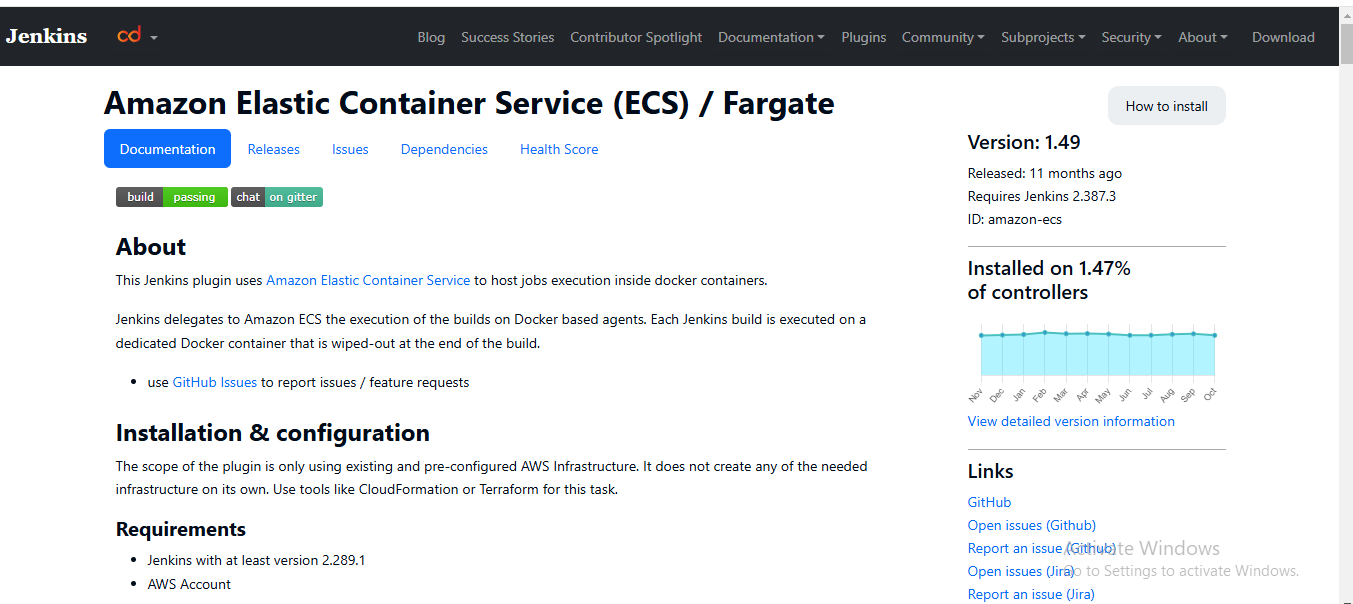 Jenkins
cd
Blog Success Stories Contributor Spotlight Documentation Plugins Community Subprojects Security About Download
Amazon Elastic Container Service (ECS) / Fargate
How to install
Documentation Releases Issues Dependencies Health Score
build passing chat on gitter
About
This Jenkins plugin uses Amazon Elastic Container Service to host jobs execution inside docker containers.
Jenkins delegates to Amazon ECS the execution of the builds on Docker based agents. Each Jenkins build is executed on a
dedicated Docker container that is wiped-out at the end of the build.
• use GitHub Issues to report issues / feature requests
Installation & configuration
The scope of the plugin is only using existing and pre-configured AWS Infrastructure. It does not create any of the needed
infrastructure on its own. Use tools like CloudFormation or Terraform for this task.
Requirements
• Jenkins with at least version 2.289.1
• AWS Account
Version: 1.49
Released: 11 months ago
Requires Jenkins 2.387.3
ID: amazon-ecs
Installed on 1.47%
of controllers
Nov Dec Jan Feb Mar Apr May Jun Jul Aug Sep Oct
View detailed version information
Links
GitHub
Open issues (Github)
Report an issue (Github)
Open issues (Jira)
Report an issue (Jira)
Activate Windows
Go to Settings to activate Windows.